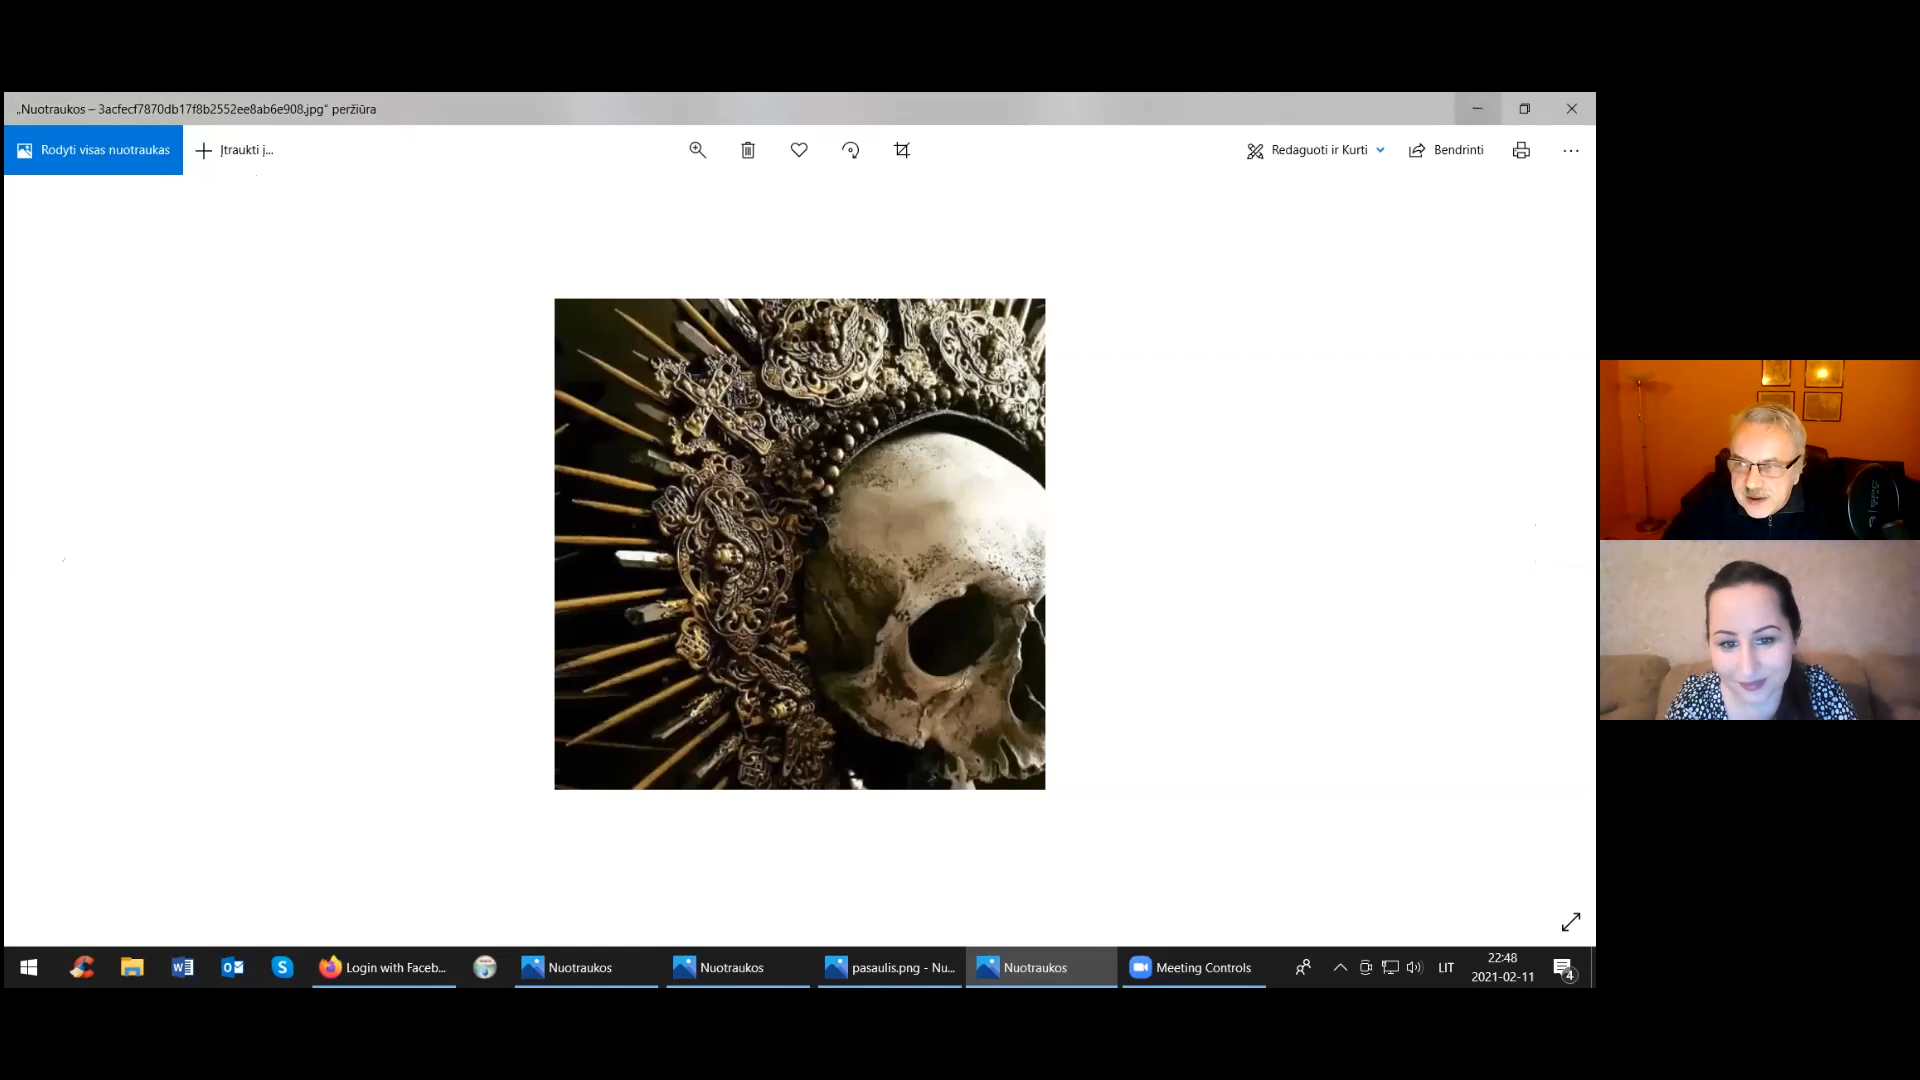 „Nuotraukos – 3acfecf7870db17f8b2552ee8ab6e908.jpg“ peržiūra
Rodyti visas nuotraukas
Įtraukti į...
Redaguoti ir Kurti
Bendrinti
Login with Faceb...
Nuotraukos
Nuotraukos
pasaulis.png - Nu...
Nuotraukos
Meeting Controls
LIT
22:48
2021-02-11
4